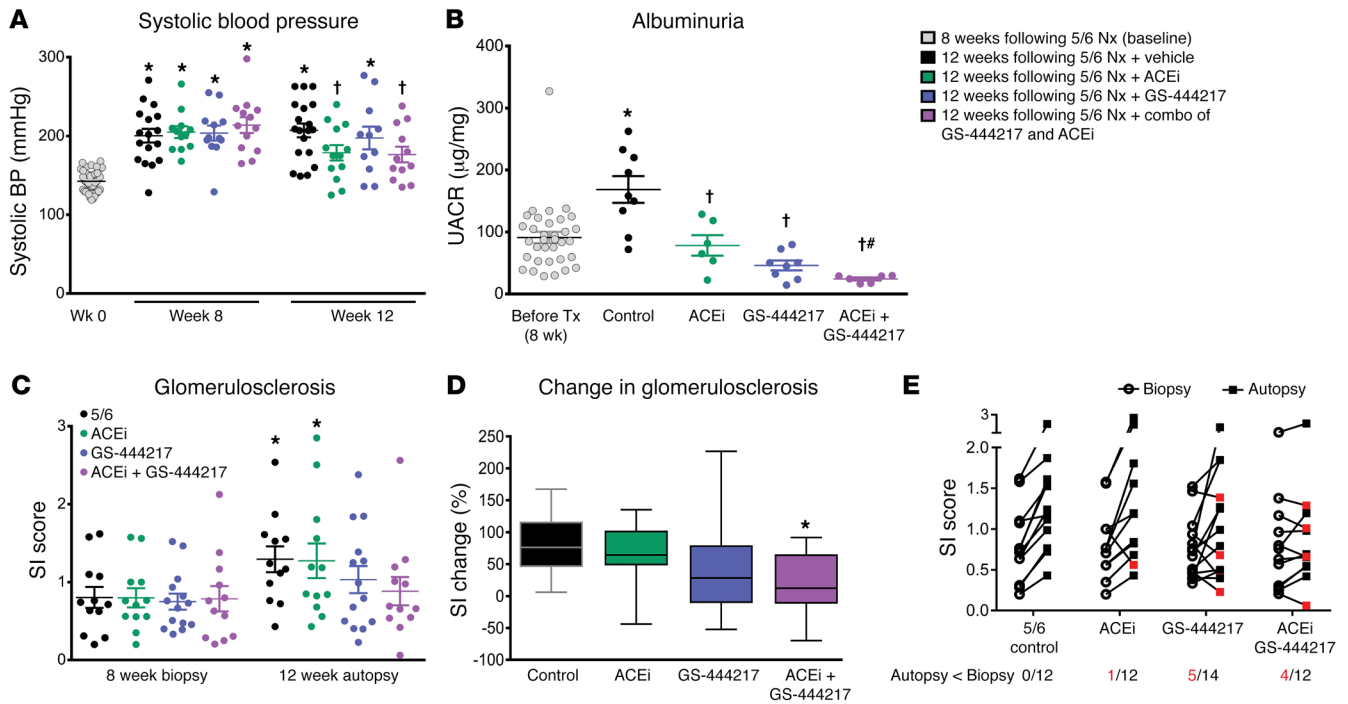 A
Systolic blood pressure
Systolic BP (mmHg)
300
200
100
0
*
*
*
*
*
†
*
†
Wk 0
Week 8
Week 12
B
Albuminuria
UACR (µg/mg)
400
300
200
100
0
*
†
†
†#
Before Tx
(8 wk)
Control
ACEi
GS-444217
ACEi +
GS-444217
8 weeks following 5/6 Nx (baseline)
12 weeks following 5/6 Nx + vehicle
12 weeks following 5/6 Nx + ACEi
12 weeks following 5/6 Nx + GS-444217
12 weeks following 5/6 Nx + combo of
GS-444217 and ACEi
C
Glomerulosclerosis
5/6
ACEi
GS-444217
ACEi + GS-444217
SI score
3
2
1
0
*
*
8 week biopsy
12 week autopsy
D
Change in glomerulosclerosis
SI change (%)
250
200
150
100
50
0
-50
-100
*
Control
ACEi
GS-444217
ACEi +
GS-444217
E
Biopsy
Autopsy
SI score
3
2.0
1.5
1.0
0.5
0.0
5/6
control
ACEi
GS-444217
ACEi
GS-444217
Autopsy < Biopsy 0/12 1/12 5/14 4/12